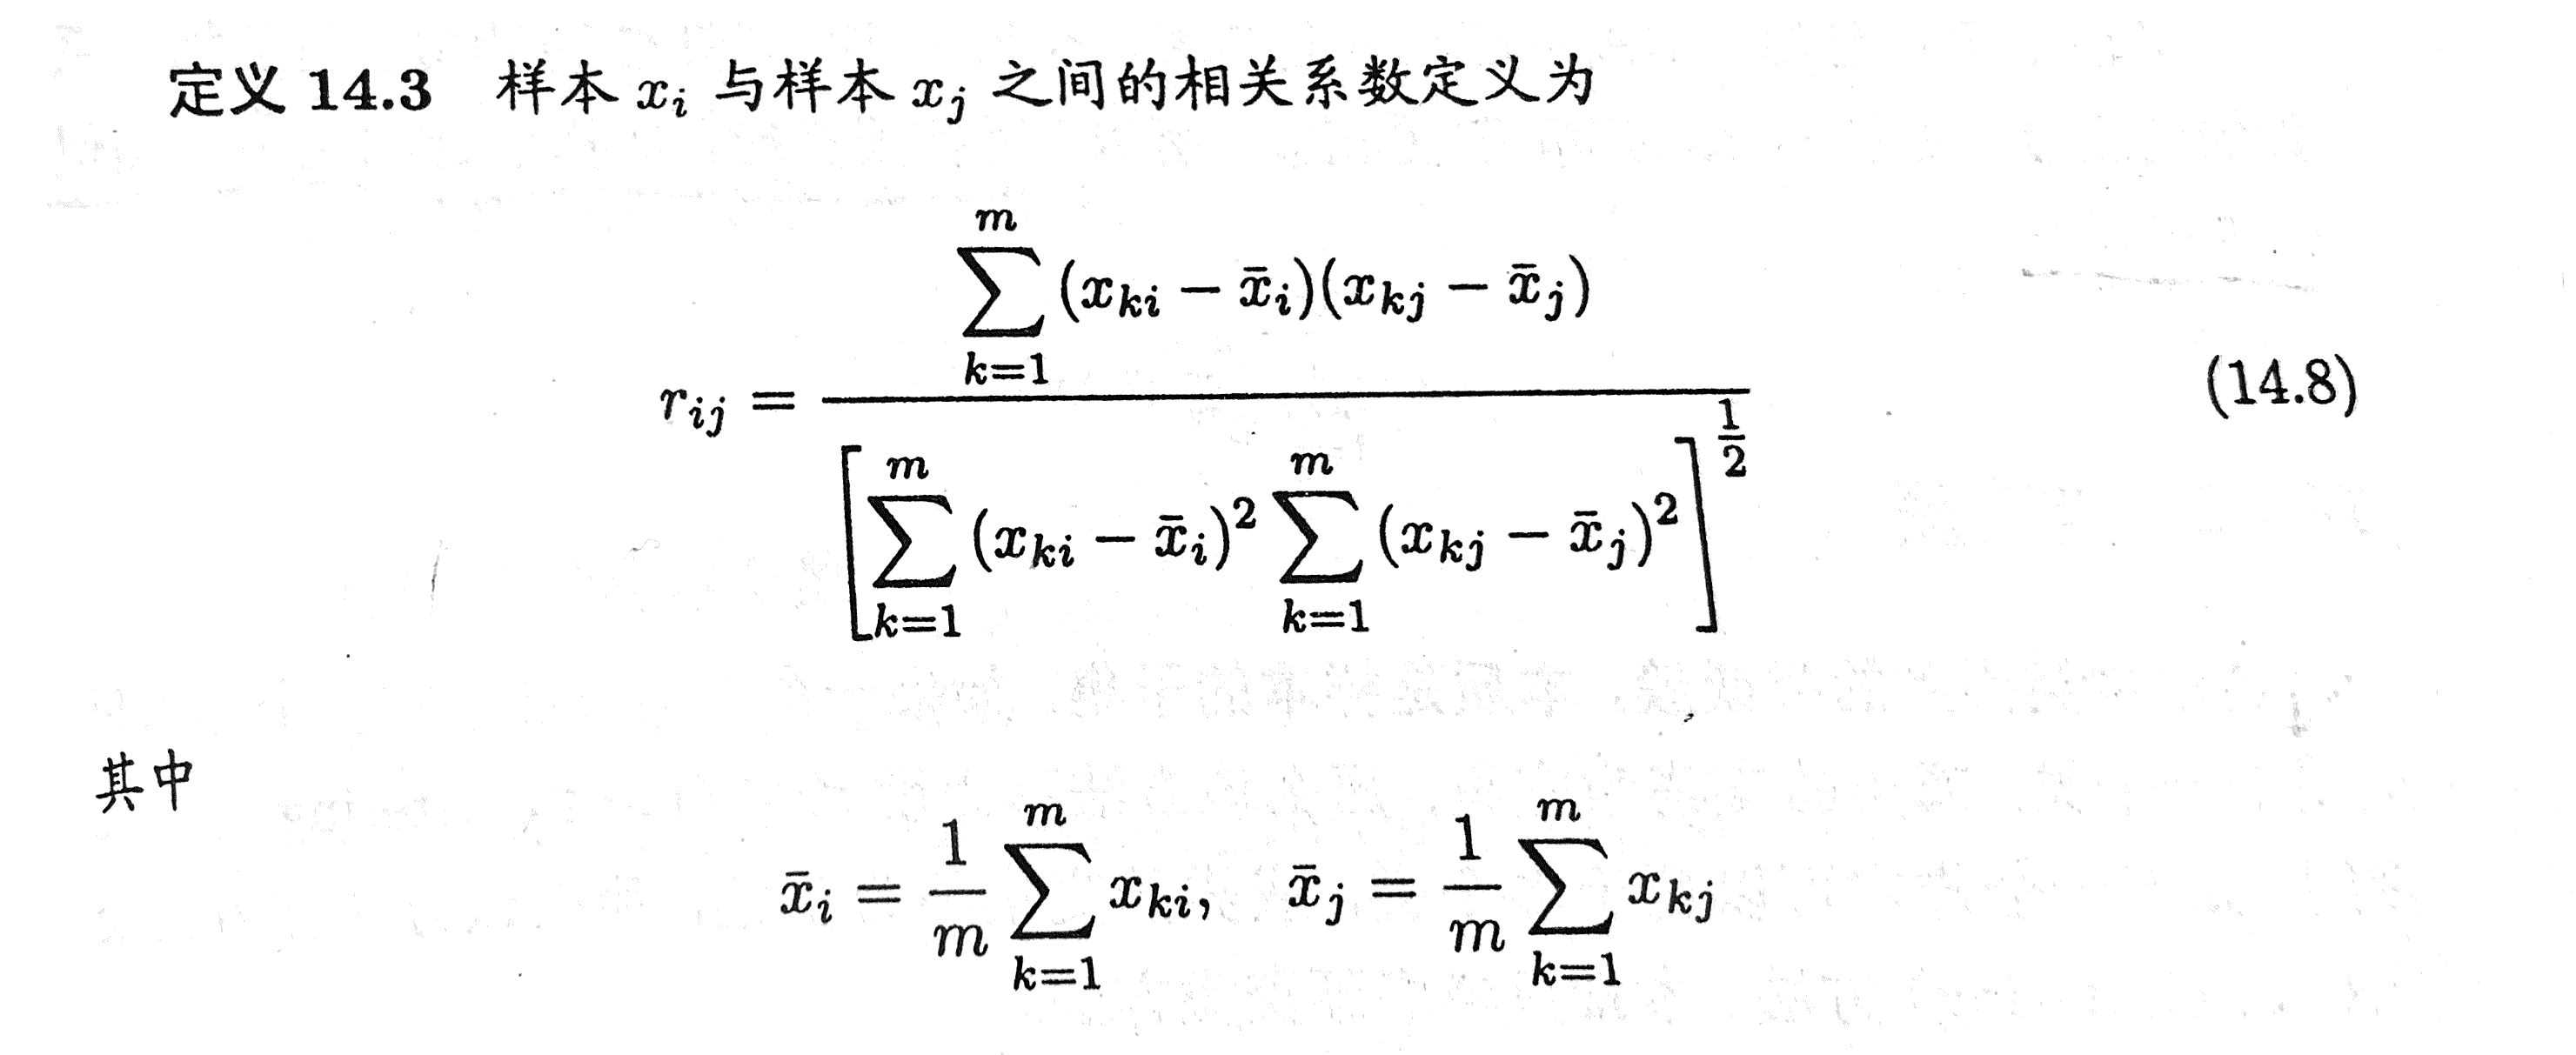 定义 14.3 样本 $x_i$ 与样本 $x_j$ 之间的相关系数定义为
$$r_{ij} = \frac{\sum_{k=1}^{m}(x_{ki} - \bar{x}_i)(x_{kj} - \bar{x}_j)}{\left[\sum_{k=1}^{m}(x_{ki} - \bar{x}_i)^2 \sum_{k=1}^{m}(x_{kj} - \bar{x}_j)^2\right]^{\frac{1}{2}}} \quad (14.8)$$
其中
$$\bar{x}_i = \frac{1}{m}\sum_{k=1}^{m} x_{ki}, \quad \bar{x}_j = \frac{1}{m}\sum_{k=1}^{m} x_{kj}$$